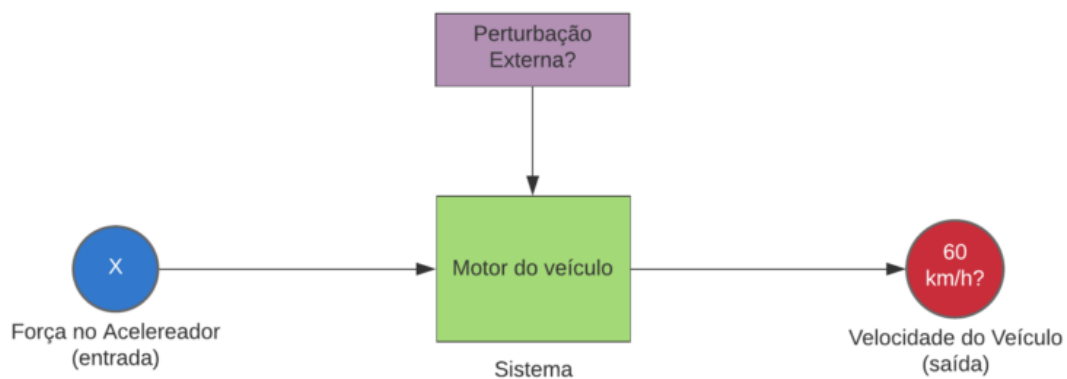 Perturbação
Externa?
X
Motor do veículo
60
km/h?
Força no Acelereador
(entrada)
Velocidade do Veículo
(saída)
Sistema